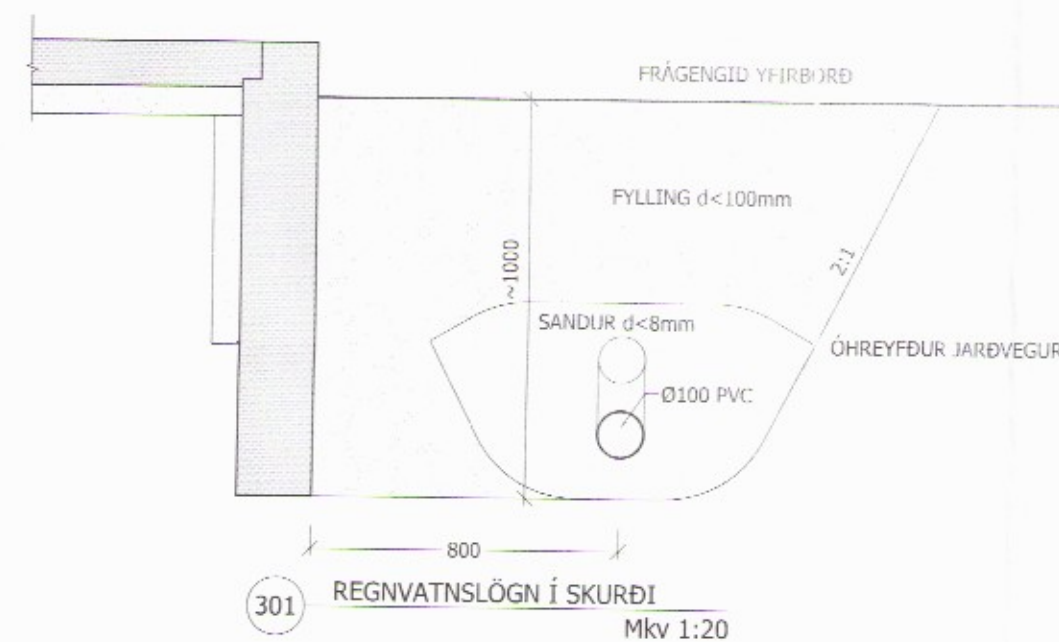 FRÁGENGID YFIRBORÐ
FYLLING d<100mm
2:1
~1000
SANDUR d<8mm
ÓHREYFÐUR JARÐVEGUR
Ø100 PVC
800
301
REGNVATNSLÖGN Í SKURÐI
Mkv 1:20